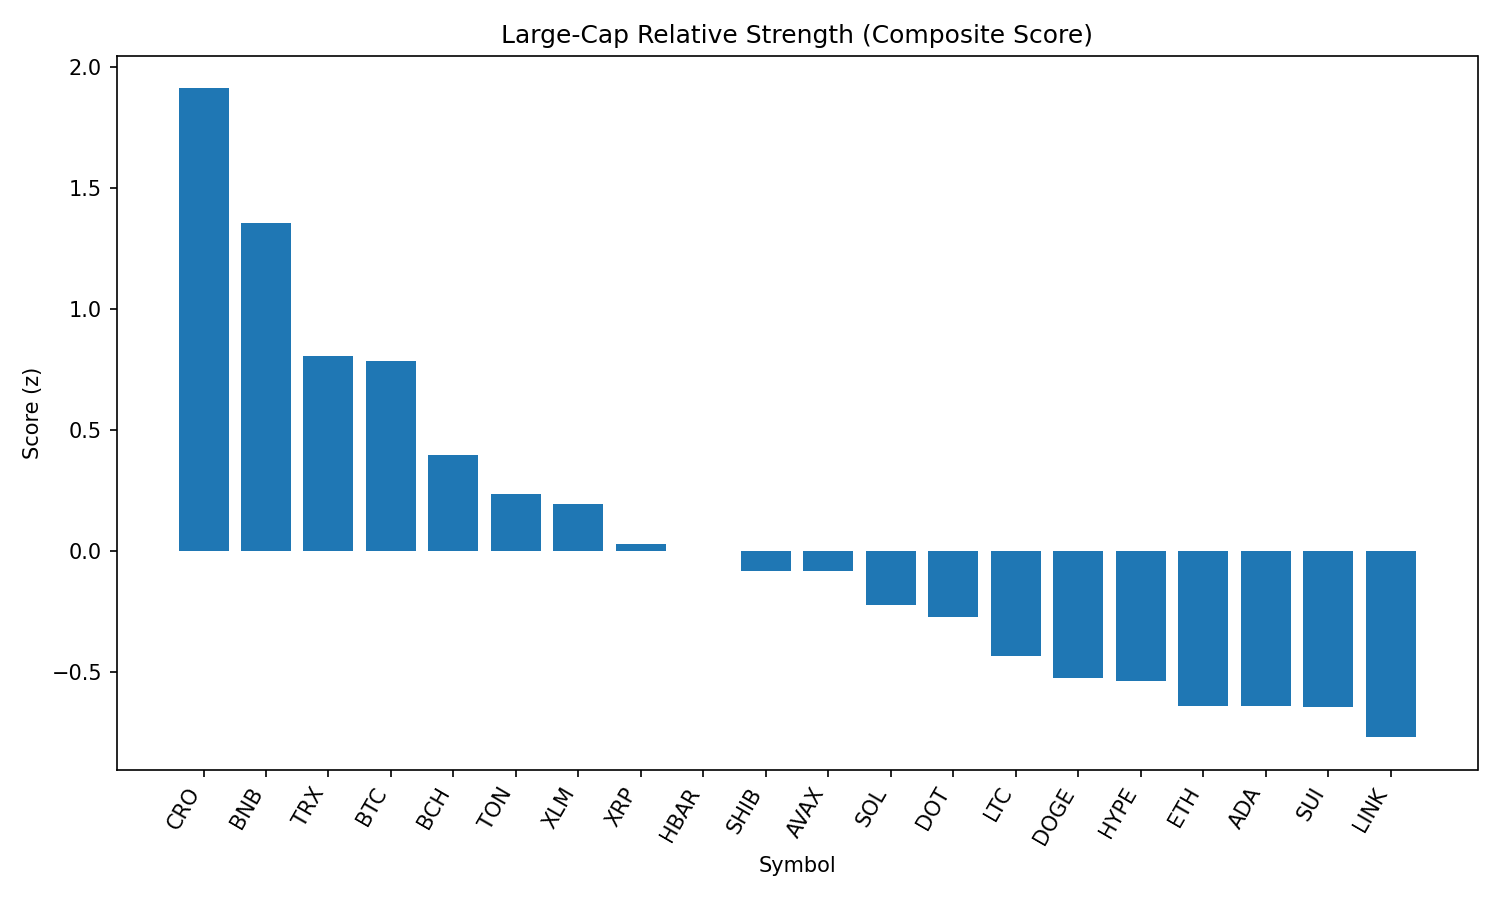 Large-Cap Relative Strength (Composite Score)
2.0
1.5
1.0
0.5
0.0
−0.5
Score (z)
CRO
BNB
TRX
BTC
BCH
TON
XLM
XRP
HBAR
SHIB
AVAX
SOL
DOT
LTC
DOGE
HYPE
ETH
ADA
SUI
LINK
Symbol